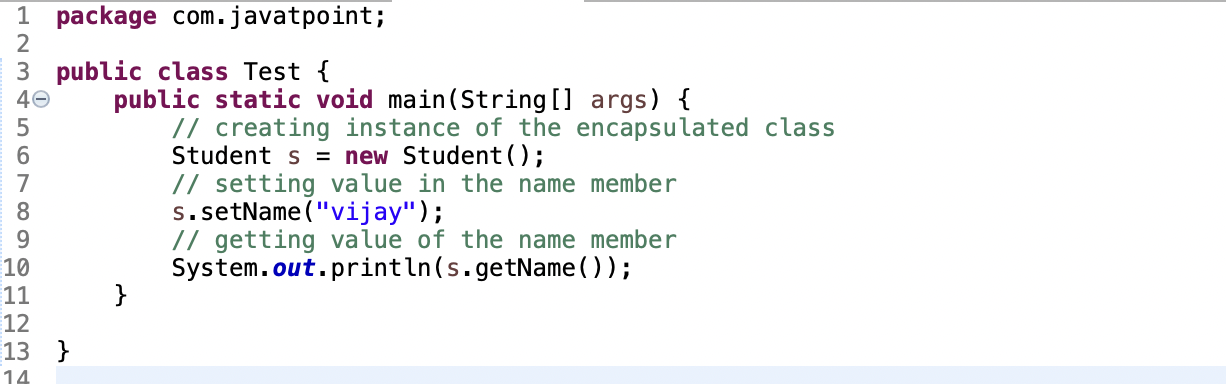 1 package com.javatpoint;
2
3 public class Test {
4 public static void main(String[] args) {
5 // creating instance of the encapsulated class
6 Student s = new Student();
7 // setting value in the name member
8 s.setName("vijay");
9 // getting value of the name member
10 System.out.println(s.getName());
11 }
12
13 }
14